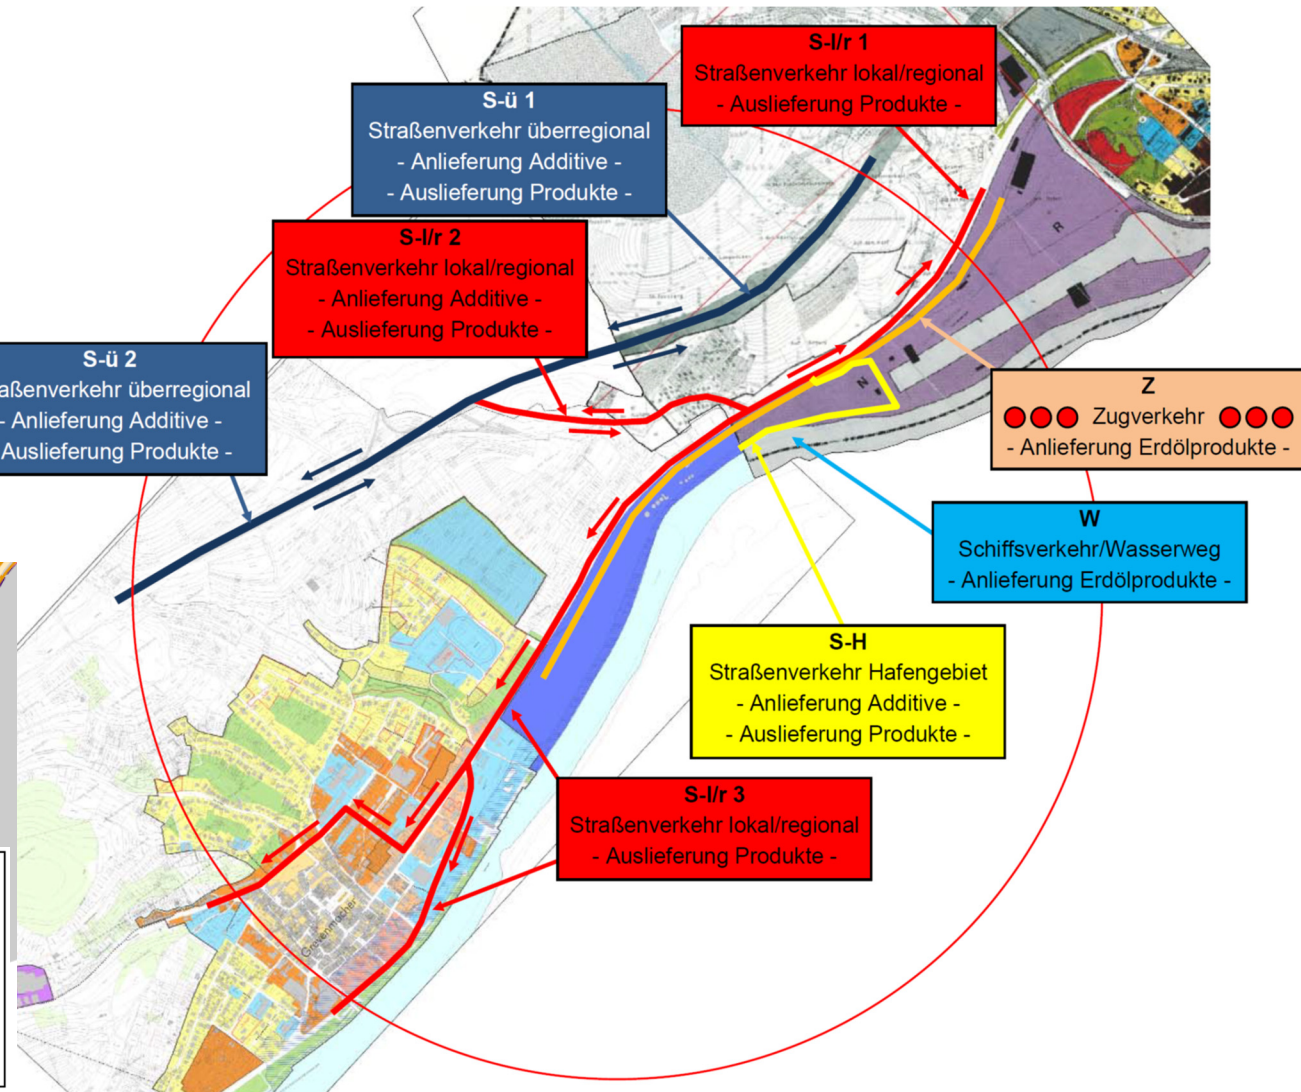 S-l/r 1
Straßenverkehr lokal/regional
- Auslieferung Produkte -
S-ü 1
Straßenverkehr überregional
- Anlieferung Additive -
- Auslieferung Produkte -
S-l/r 2
Straßenverkehr lokal/regional
- Anlieferung Additive -
- Auslieferung Produkte -
S-ü 2
aßenverkehr überregional
- Anlieferung Additive -
Auslieferung Produkte -
R
N
Z
Zugverkehr
- Anlieferung Erdölprodukte -
W
Schiffsverkehr/Wasserweg
- Anlieferung Erdölprodukte -
S-H
Straßenverkehr Hafengebiet
- Anlieferung Additive -
- Auslieferung Produkte -
S-l/r 3
Straßenverkehr lokal/regional
- Auslieferung Produkte -
Grevenmacher